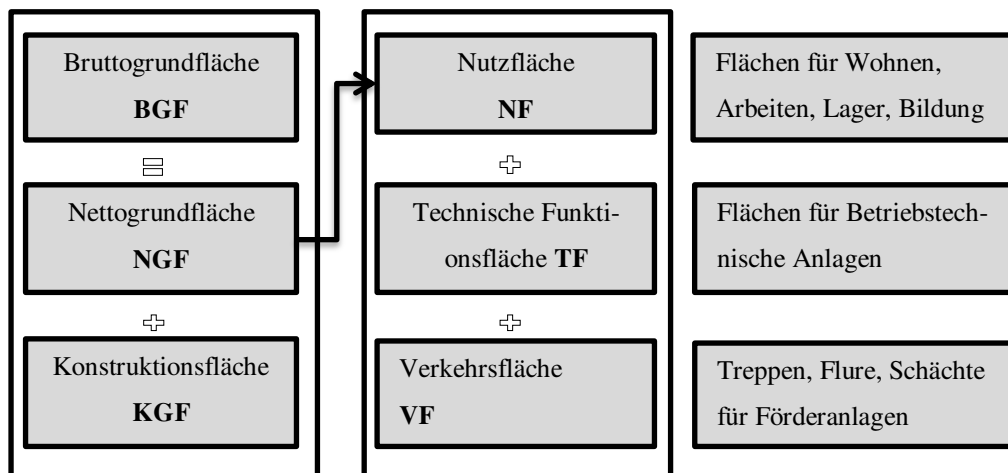 Bruttogrundfläche
BGF
=
Nettogrundfläche
NGF
+
Konstruktionsfläche
KGF
Nutzfläche
NF
+
Technische Funkti-
onsfläche TF
+
Verkehrsfläche
VF
Flächen für Wohnen,
Arbeiten, Lager, Bildung
Flächen für Betriebstech-
nische Anlagen
Treppen, Flure, Schächte
für Förderanlagen